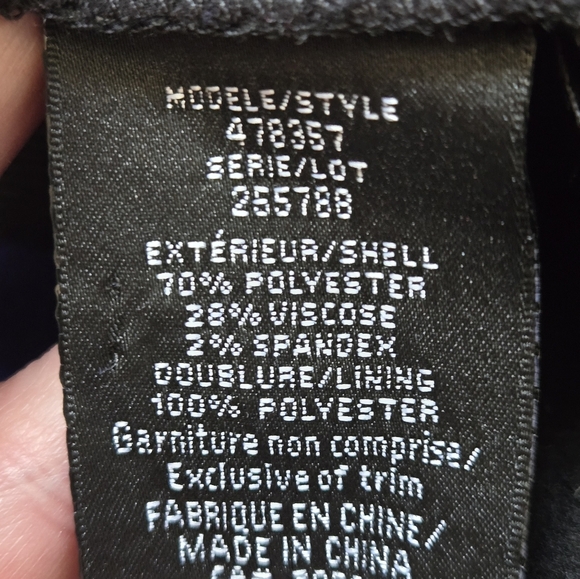 MODELE/STYLE
478357
SERIE/LOT
255788
EXTÉRIEUR/SHELL
70% POLYESTER
28% VISCOSE
2% SPANDEX
DOUBLURE/LINING
100% POLYESTER
Garniture non comprise/
Exclusive of trim
FABRIQUE EN CHINE/
MADE IN CHINA